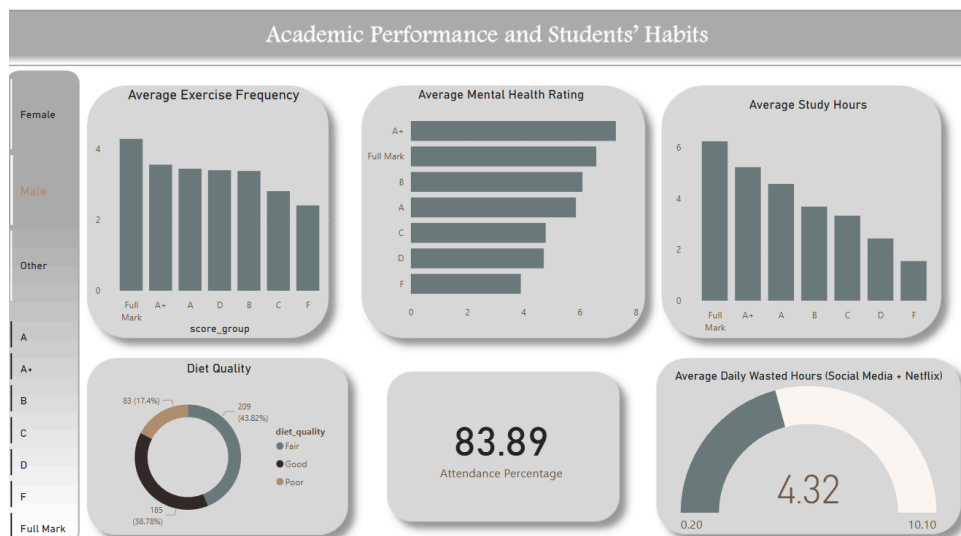 Academic Performance and Students' Habits
Female
Male
Other
A
A+
B
C
D
F
Full Mark
Average Exercise Frequency
4
2
0
Full Mark
A+
A
D
B
C
F
score_group
Average Mental Health Rating
A+
Full Mark
B
A
C
D
F
0
2
4
6
8
Average Study Hours
6
4
2
0
Full Mark
A+
A
B
C
D
F
Diet Quality
83 (17.4%)
209
(43.82%)
185
(38.78%)
diet_quality
Fair
Good
Poor
83.89
Attendance Percentage
Average Daily Wasted Hours (Social Media + Netflix)
4.32
0.20
10.10